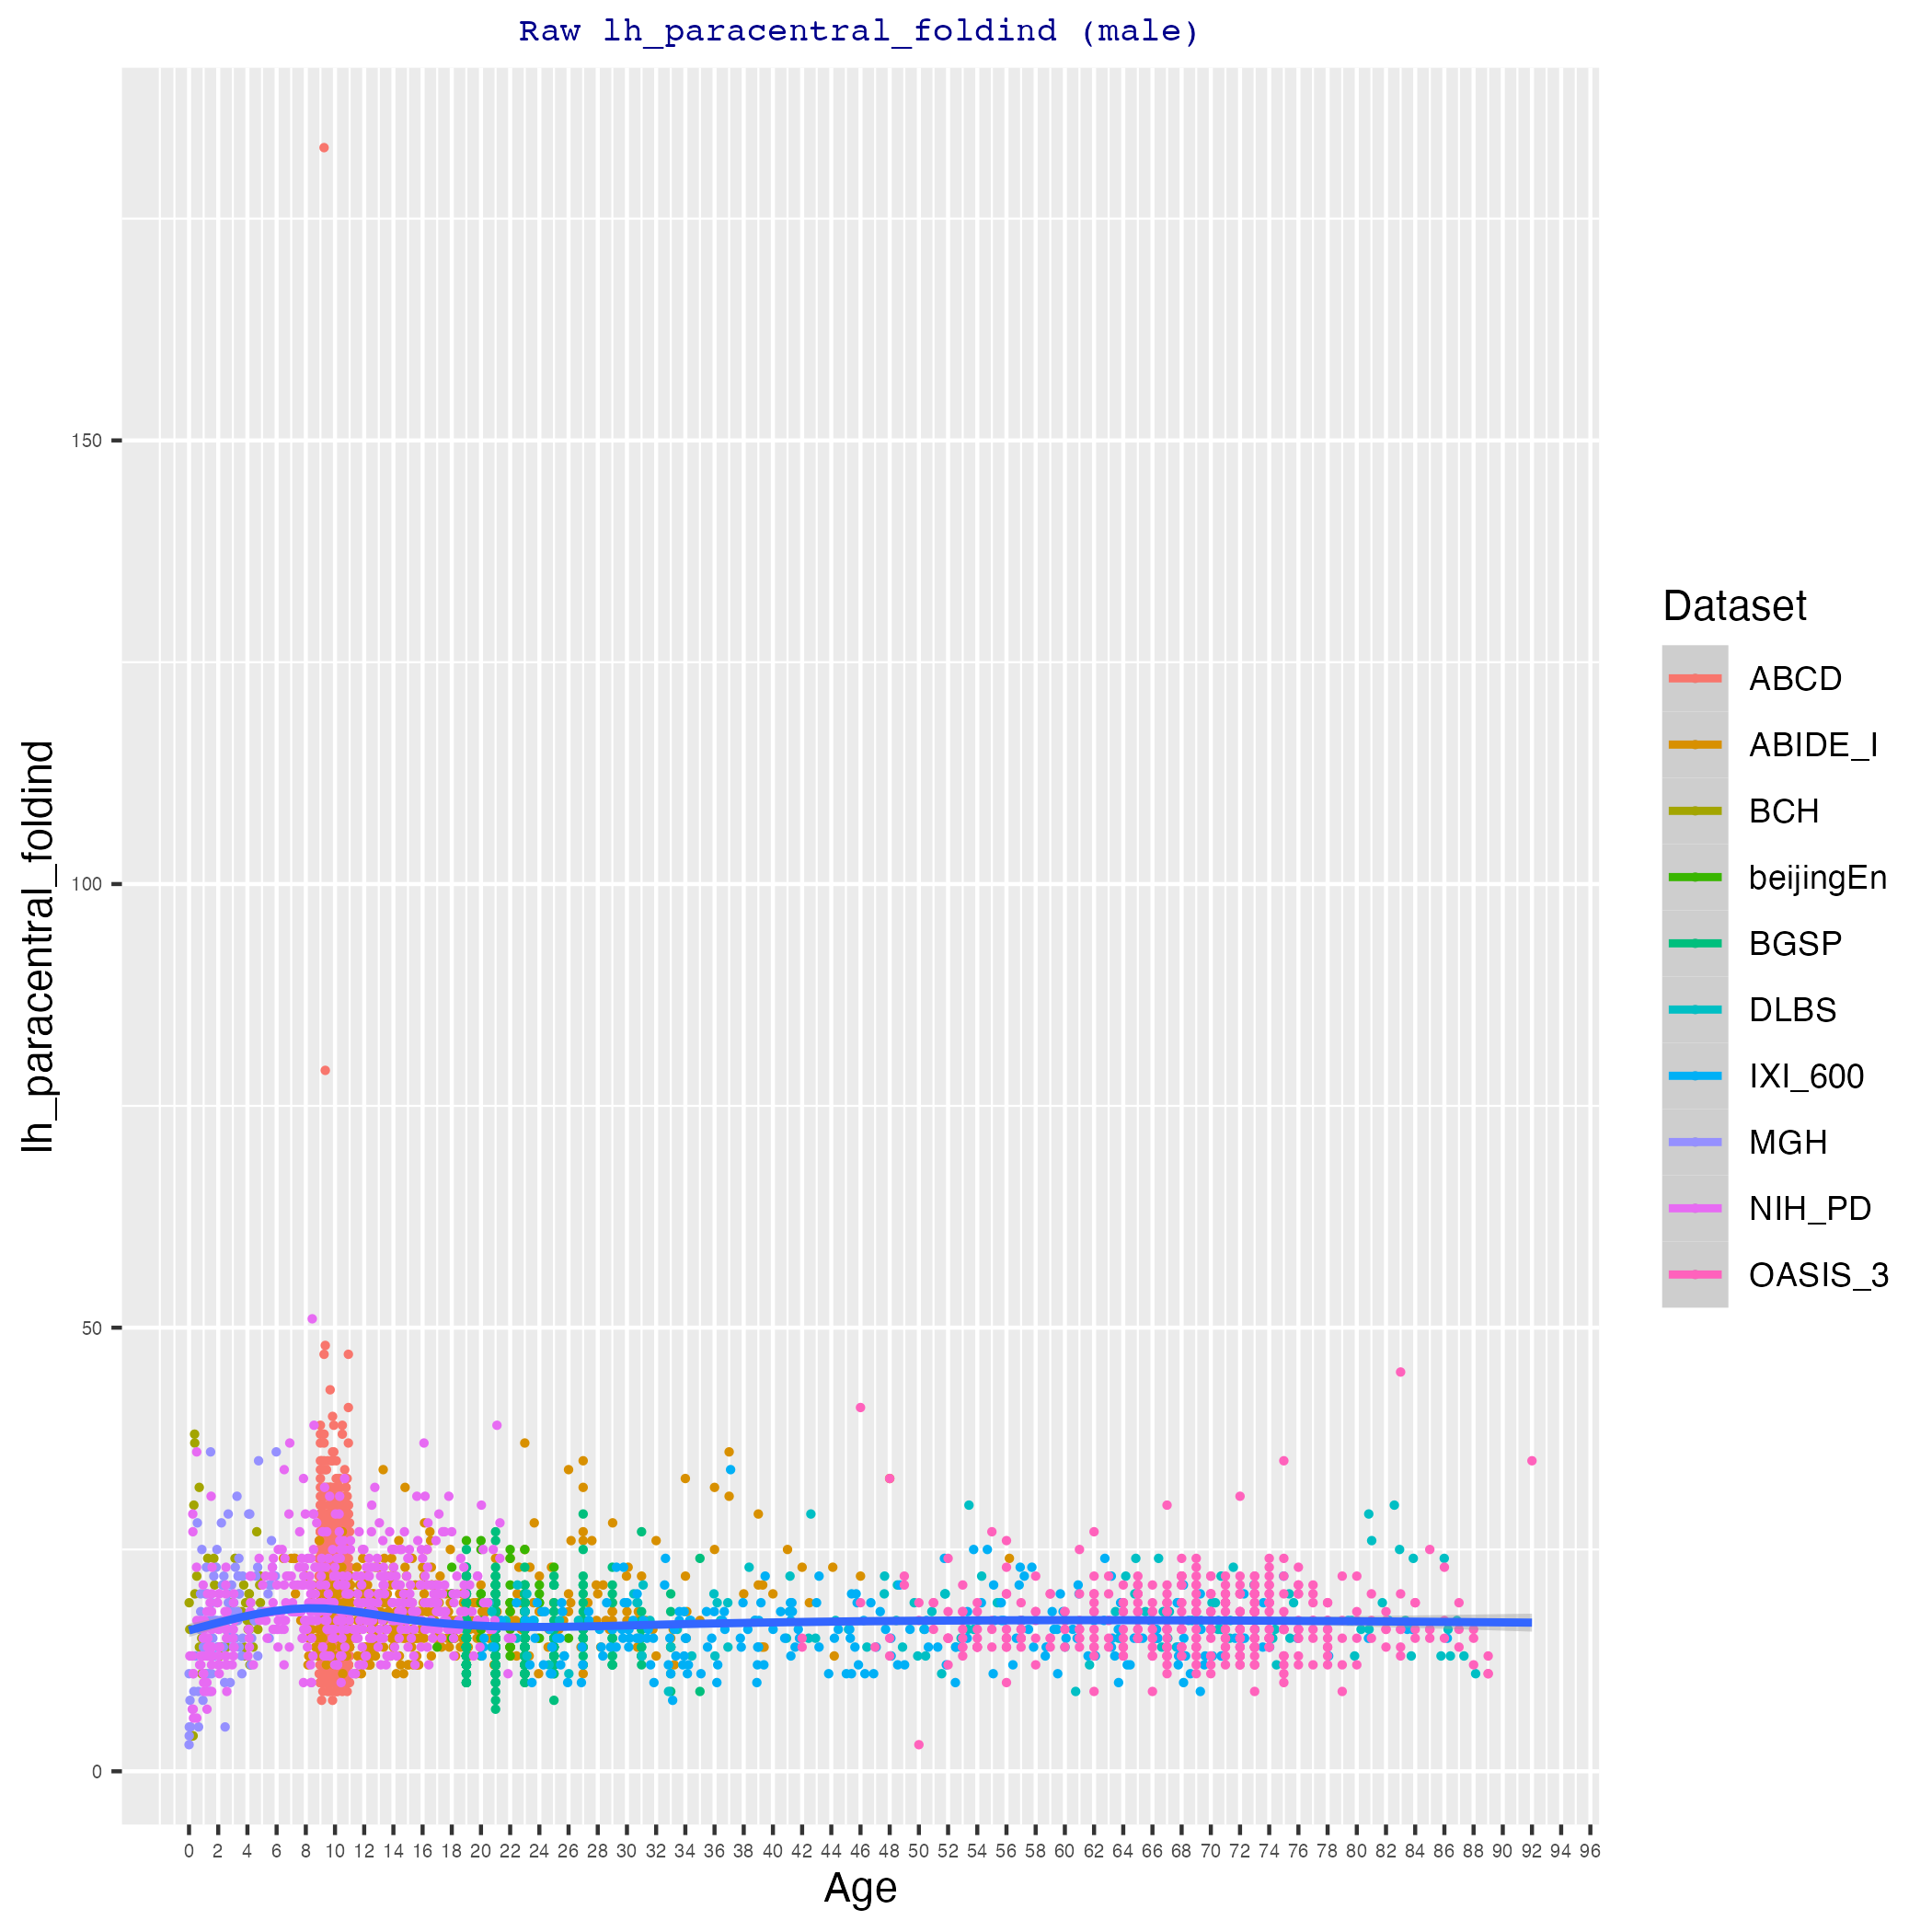 Raw lh_paracentral_foldind (male)
lh_paracentral_foldind
150
100
50
0
0 2 4 6 8 10 12 14 16 18 20 22 24 26 28 30 32 34 36 38 40 42 44 46 48 50 52 54 56 58 60 62 64 66 68 70 72 74 76 78 80 82 84 86 88 90 92 94 96
Age
Dataset
ABCD
ABIDE_I
BCH
beijingEn
BGSP
DLBS
IXI_600
MGH
NIH_PD
OASIS_3